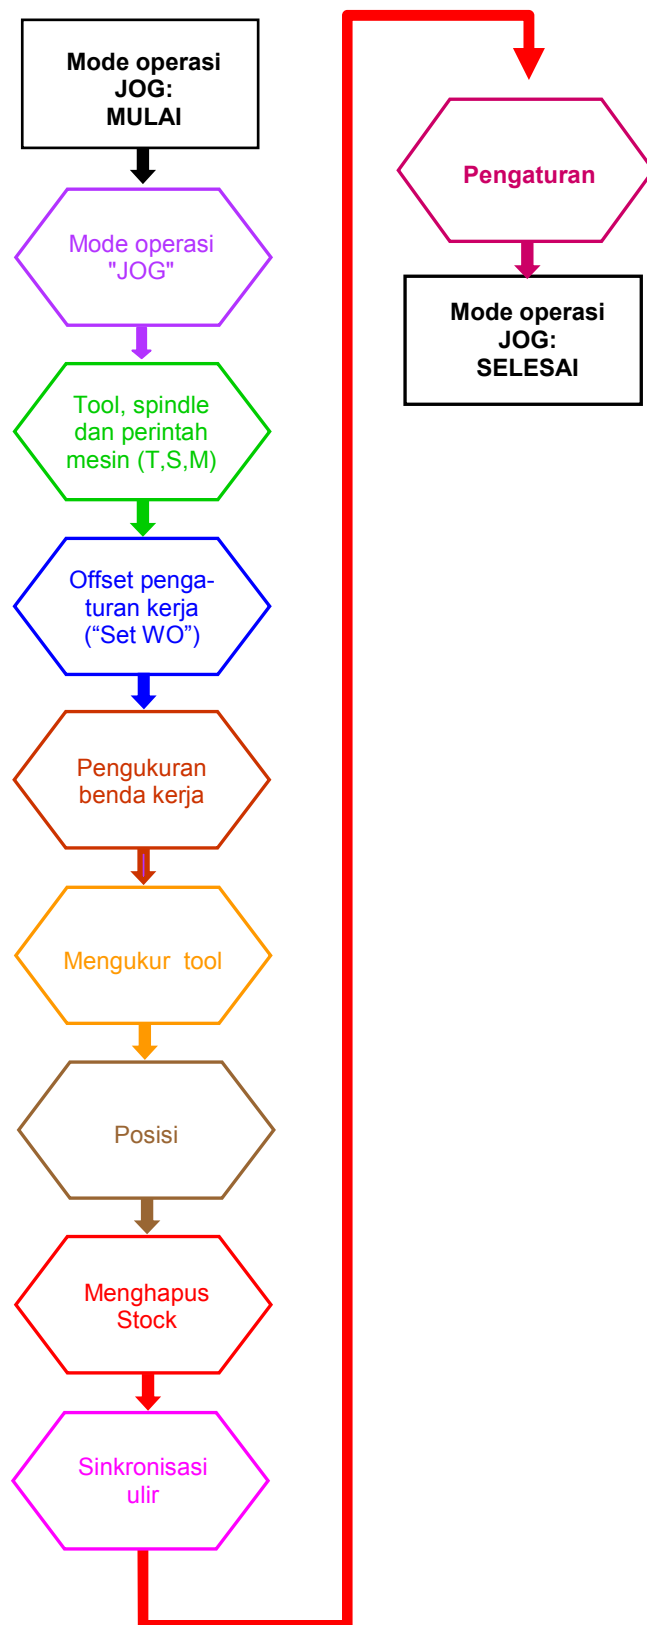 Mode operasi
JOG:
MULAI
Mode operasi
"JOG"
Tool, spindle
dan perintah
mesin (T,S,M)
Offset penga-
turan kerja
(“Set WO”)
Pengukuran
benda kerja
Mengukur  tool
Posisi
Menghapus
Stock
Sinkronisasi
ulir
Pengaturan
Mode operasi
JOG:
SELESAI